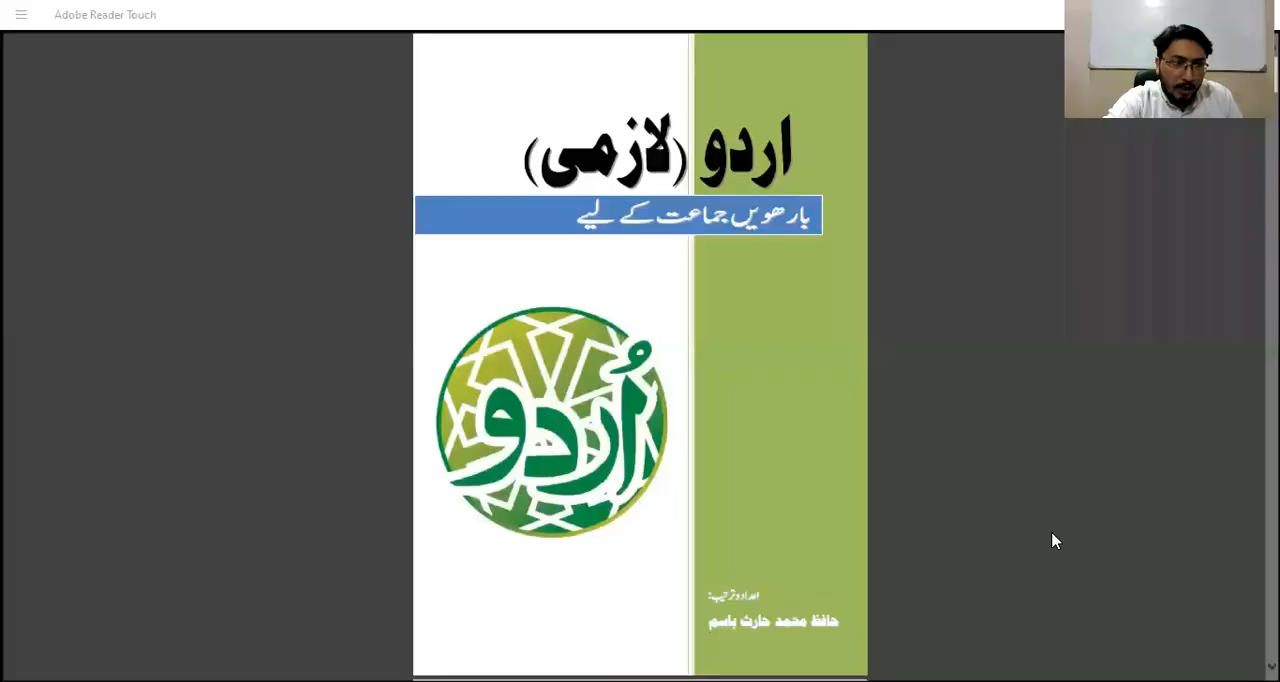 Adobe Reader Touch
اردو (لازمی)
بارھویں جماعت کے لیے
اُردو
اعداد و ترتیب:
حافظ محمد حارث باسم